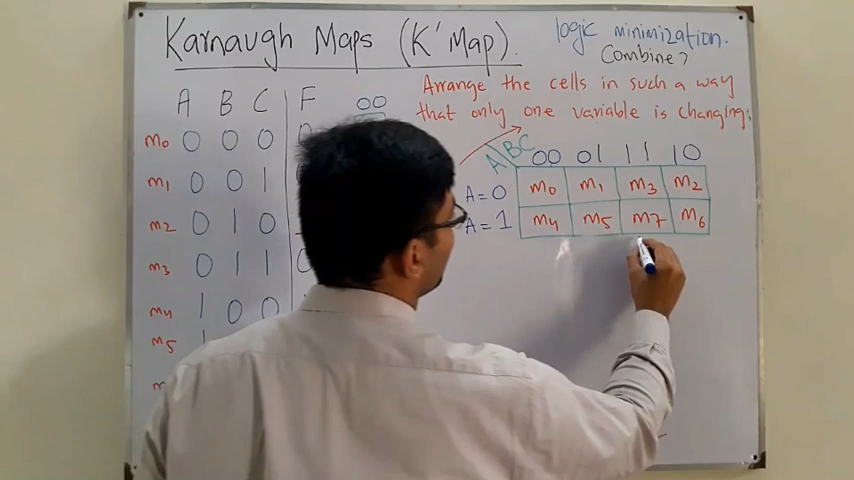 Karnaugh Maps (K' Map).
logic minimization.
Combine?
Arrange the cells in such a way
that only one variable is changing:
A B C F
00
m0 0 0 0
m1 0 0 1
m2 0 1 0
m3 0 1 1
m4 1 0 0
m5
A BC 00 01 11 10
A = 0 m0 m1 m3 m2
A = 1 m4 m5 m7 m6